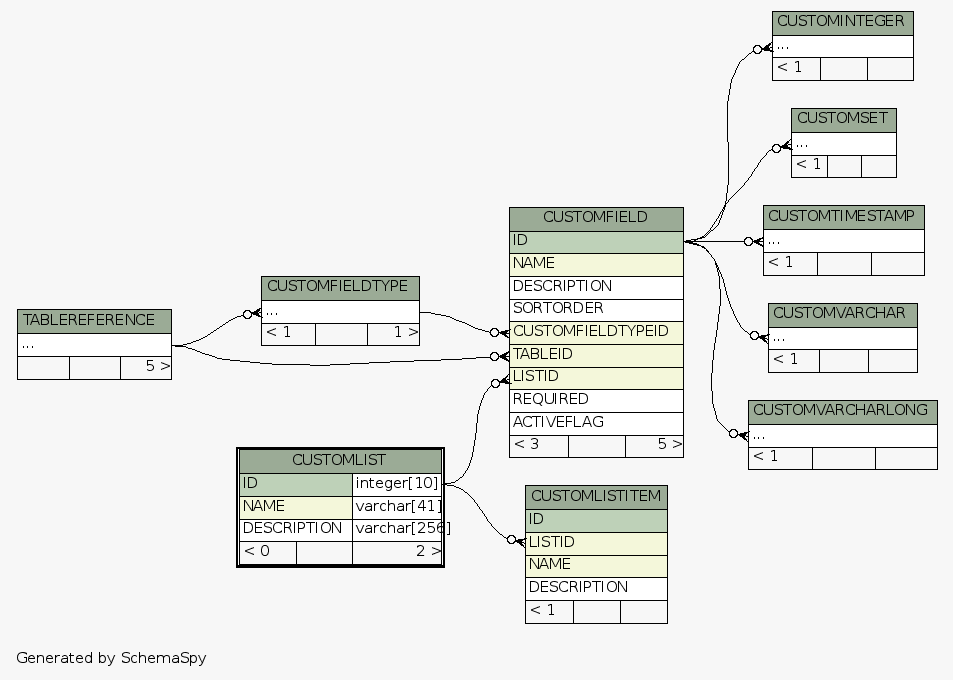 CUSTOMINTEGER
...
< 1
CUSTOMSET
...
< 1
CUSTOMFIELD
ID
NAME
DESCRIPTION
SORTORDER
CUSTOMFIELDTYPEID
TABLEID
LISTID
REQUIRED
ACTIVEFLAG
< 3 5 >
CUSTOMTIMESTAMP
...
< 1
CUSTOMFIELDTYPE
...
< 1 1 >
TABLEREFERENCE
...
5 >
CUSTOMVARCHAR
...
< 1
CUSTOMVARCHARLONG
...
< 1
CUSTOMLIST
ID integer[10]
NAME varchar[41]
DESCRIPTION varchar[256]
< 0 2 >
CUSTOMLISTITEM
ID
LISTID
NAME
DESCRIPTION
< 1
Generated by SchemaSpy